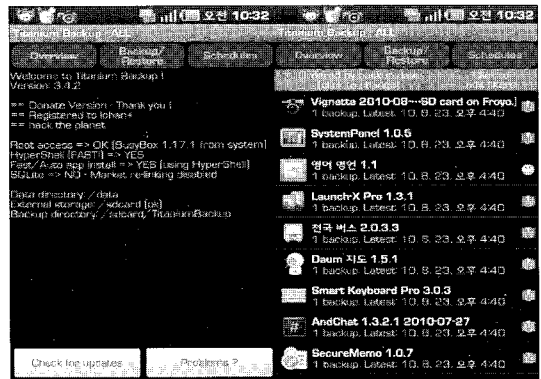 오전 10:32
Titanium Backup ALL
Overview
Backup/
Restore
Schedules
Welcome to Titanium Backup !
Version: 3.4.2
== Donate Version - Thank you !
== Registered to
== hack the planet
Root access => OK (BusyBox 1.17.1 from system)
HyperShell [FAST!] => YES
Fast/Auto app install => YES (using HyperShell)
SQLite => NO - Market relinking disabled
Data directory: /data
External storage: /sdcard [ok]
Backup directory: /sdcard/TitaniumBackup
Check for updates
Problems ?
오전 10:32
Titanium Backup ALL
Overview
Backup/
Restore
Schedules
Vignette 2010-08---SD card on Froyo.]
1 backup. Latest: 10. 8. 23. 오후 4:40
SystemPanel 1.0.5
1 backup. Latest: 10. 8. 23. 오후 4:40
영어 명언 1.1
1 backup. Latest: 10. 8. 23. 오후 4:40
Launch-X Pro 1.3.1
1 backup. Latest: 10. 8. 23. 오후 4:40
전국 버스 2.0.3.3
1 backup. Latest: 10. 8. 23. 오후 4:40
Daum 지도 1.5.1
1 backup. Latest: 10. 8. 23. 오후 4:40
Smart Keyboard Pro 3.0.3
1 backup. Latest: 10. 8. 23. 오후 4:40
AndChat 1.3.2.1 2010-07-27
1 backup. Latest: 10. 8. 23. 오후 4:40
SecureMemo 1.0.7
1 backup. Latest: 10. 8. 23. 오후 4:40